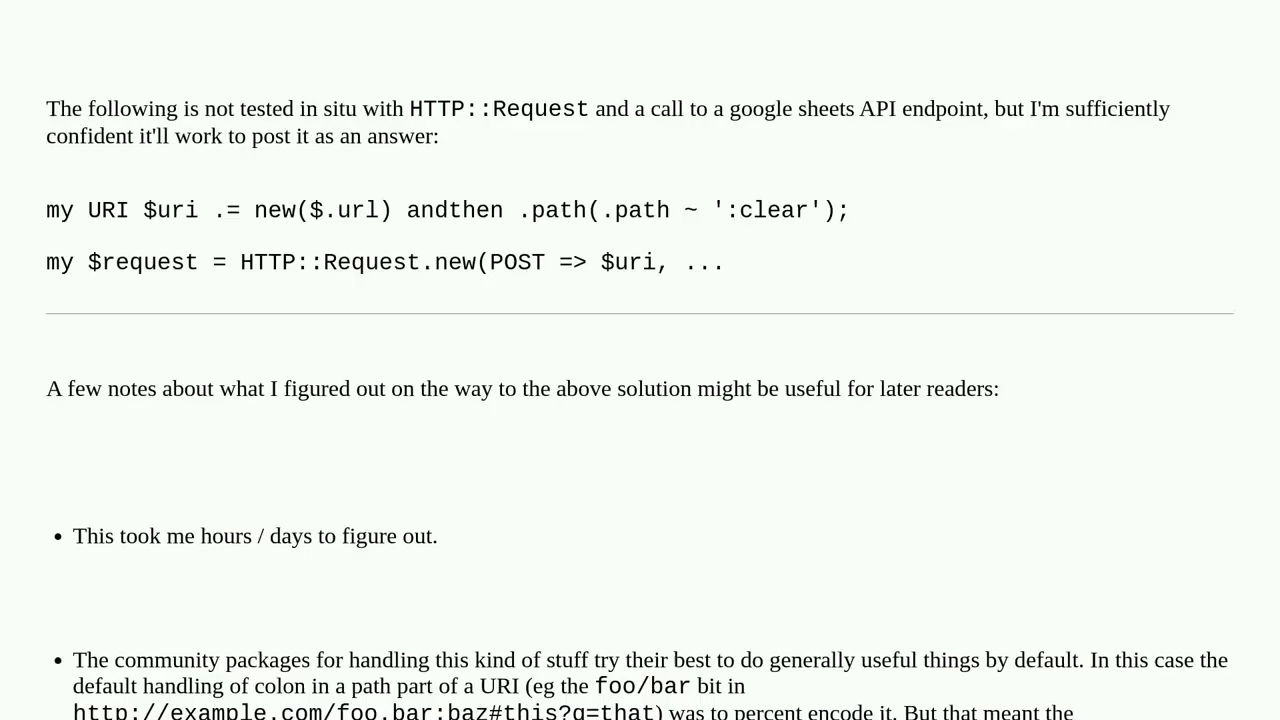 The following is not tested in situ with HTTP::Request and a call to a google sheets API endpoint, but I'm sufficiently
confident it'll work to post it as an answer:
my URI $uri .= new($.url) andthen .path(.path ~ ':clear');
my $request = HTTP::Request.new(POST => $uri, ...
A few notes about what I figured out on the way to the above solution might be useful for later readers:
• This took me hours / days to figure out.
• The community packages for handling this kind of stuff try their best to do generally useful things by default. In this case the
default handling of colon in a path part of a URI (eg the foo/bar bit in
http://example.com/foo.bar:baz#this?q=that) was to percent encode it. But that meant the